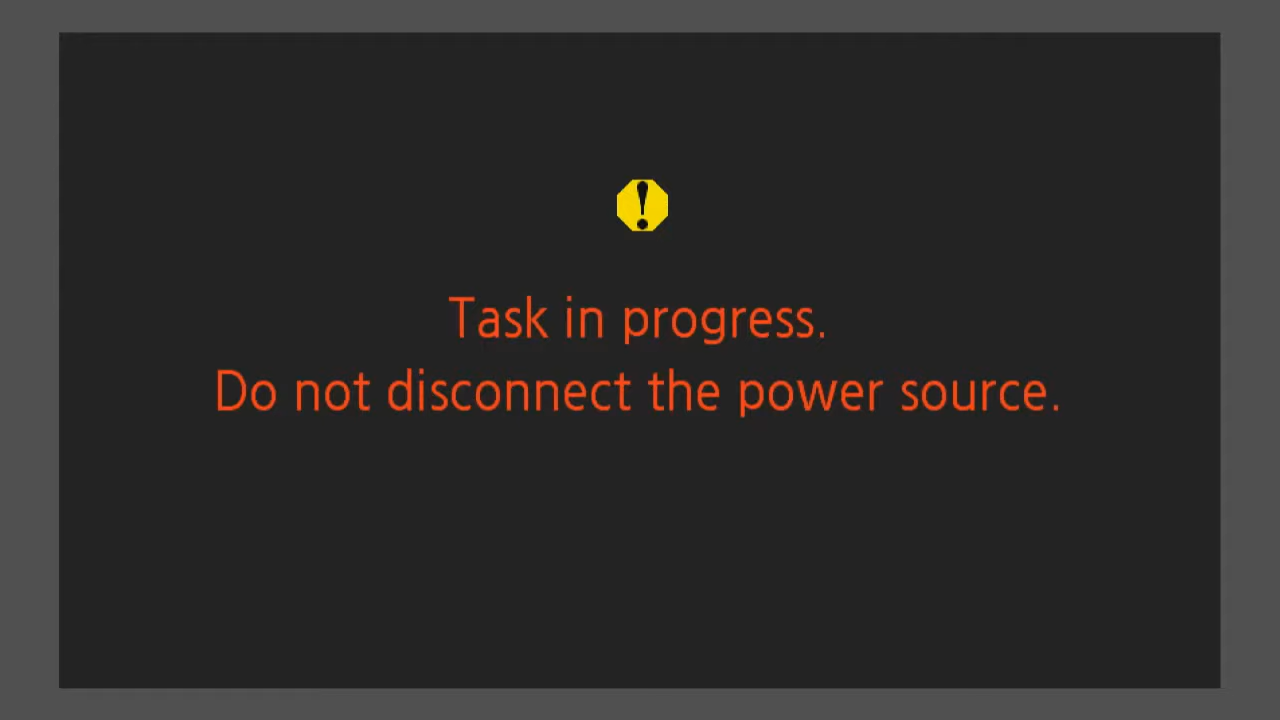 Task in progress.
Do not disconnect the power source.